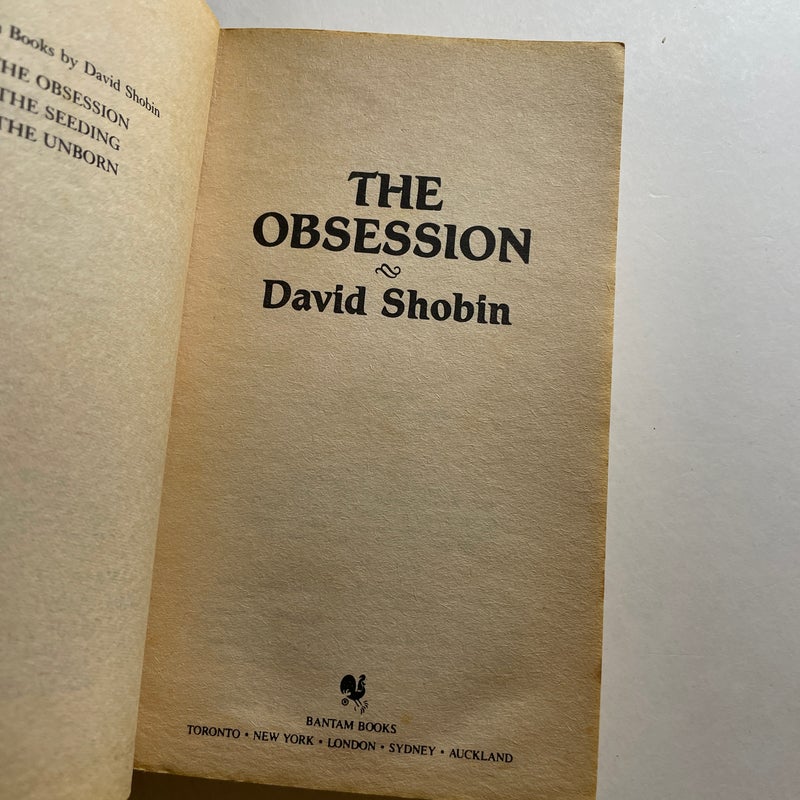 Books by David Shobin
THE OBSESSION
THE SEEDING
THE UNBORN
THE
OBSESSION
David Shobin
®
BANTAM BOOKS
TORONTO • NEW YORK • LONDON • SYDNEY • AUCKLAND